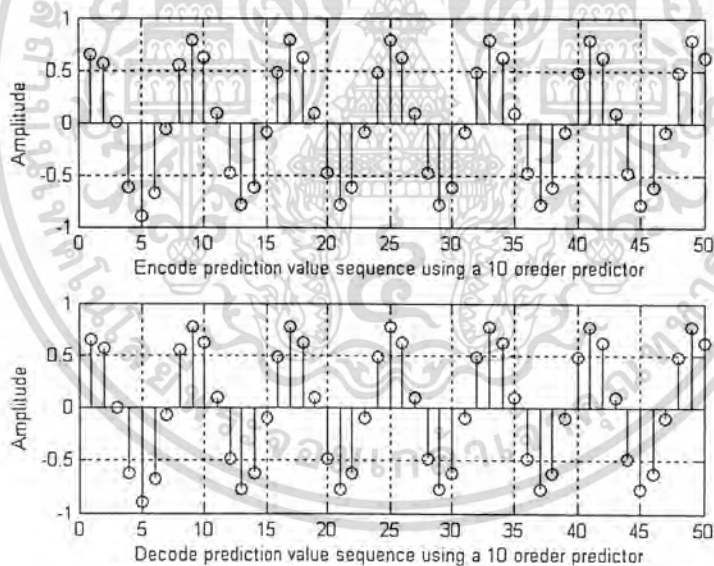 1
0.5
0
-0.5
-1
Amplitude
0 5 10 15 20 25 30 35 40 45 50
Encode prediction value sequence using a 10 oreder predictor
1
0.5
0
-0.5
-1
Amplitude
0 5 10 15 20 25 30 35 40 45 50
Decode prediction value sequence using a 10 oreder predictor